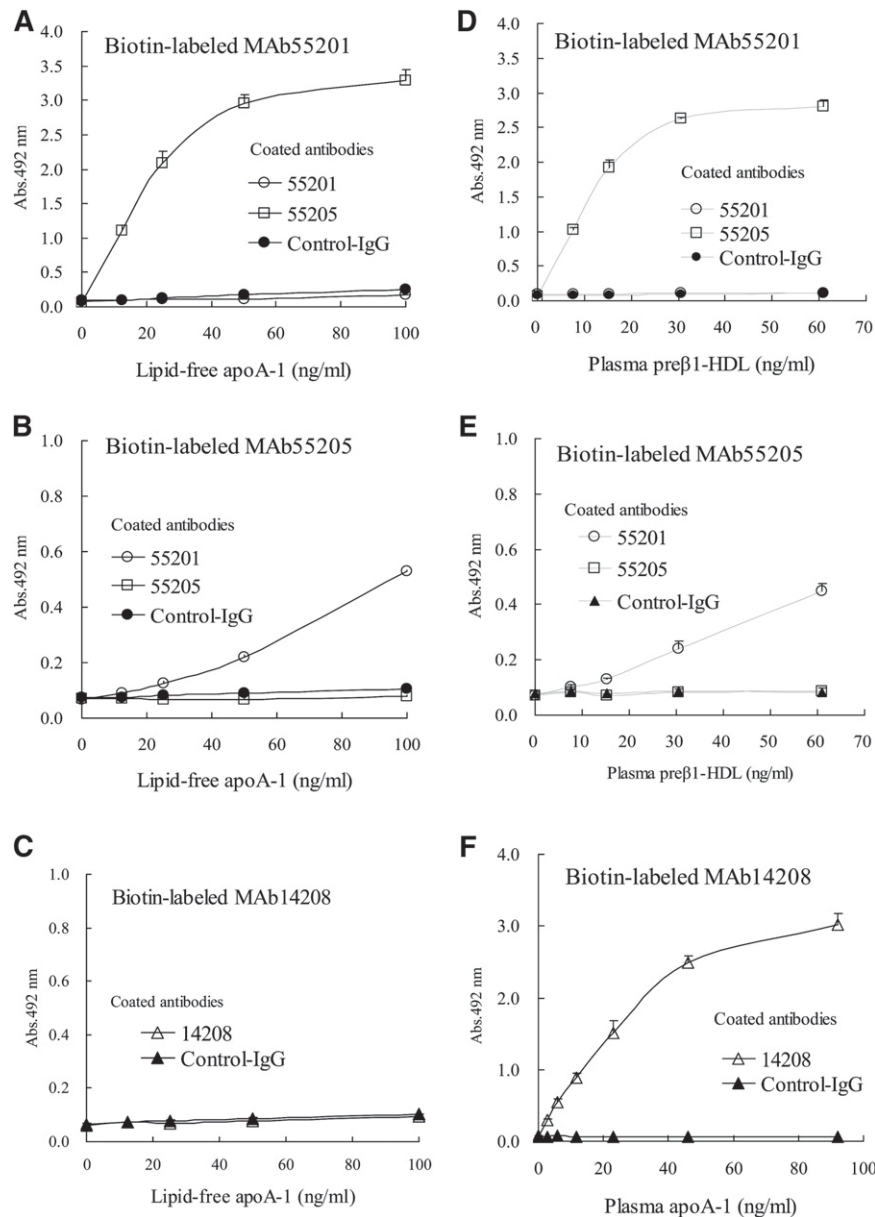 A
Biotin-labeled MAb55201
4.0
3.5
3.0
2.5
2.0
1.5
1.0
0.5
0.0
Abs.492 nm
Coated antibodies
55201
55205
Control-IgG
0 20 40 60 80 100
Lipid-free apoA-1 (ng/ml)
D
Biotin-labeled MAb55201
4.0
3.5
3.0
2.5
2.0
1.5
1.0
0.5
0.0
Abs.492 nm
Coated antibodies
55201
55205
Control-IgG
0 10 20 30 40 50 60 70
Plasma preβ1-HDL (ng/ml)
B
Biotin-labeled MAb55205
1.0
0.8
0.6
0.4
0.2
0.0
Abs.492 nm
Coated antibodies
55201
55205
Control-IgG
0 20 40 60 80 100
Lipid-free apoA-1 (ng/ml)
E
Biotin-labeled MAb55205
1.0
0.8
0.6
0.4
0.2
0.0
Abs.492 nm
Coated antibodies
55201
55205
Control-IgG
0 10 20 30 40 50 60 70
Plasma preβ1-HDL (ng/ml)
C
Biotin-labeled MAb14208
1.0
0.8
0.6
0.4
0.2
0.0
Abs.492 nm
Coated antibodies
14208
Control-IgG
0 20 40 60 80 100
Lipid-free apoA-1 (ng/ml)
F
Biotin-labeled MAb14208
4.0
3.0
2.0
1.0
0.0
Abs.492 nm
Coated antibodies
14208
Control-IgG
0 20 40 60 80 100
Plasma apoA-1 (ng/ml)